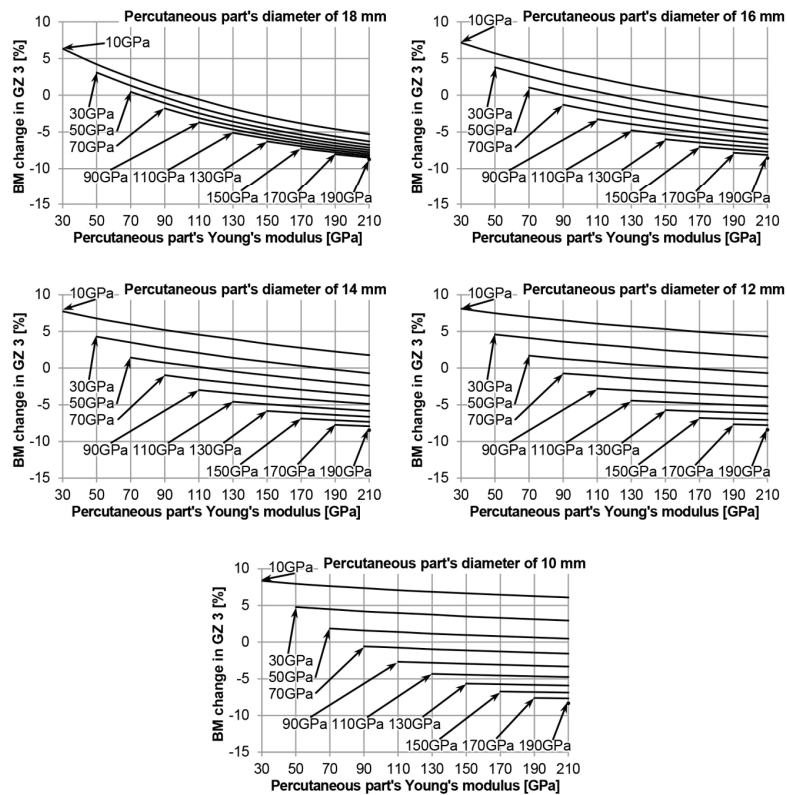 Percutaneous part's diameter of 18 mm
BM change in GZ 3 [%]
10
5
0
-5
-10
-15
10GPa
30GPa
50GPa
70GPa
90GPa 110GPa 130GPa
150GPa 170GPa 190GPa
30 50 70 90 110 130 150 170 190 210
Percutaneous part's Young's modulus [GPa]
Percutaneous part's diameter of 16 mm
BM change in GZ 3 [%]
10
5
0
-5
-10
-15
10GPa
30GPa
50GPa
70GPa
90GPa 110GPa 130GPa
150GPa 170GPa 190GPa
30 50 70 90 110 130 150 170 190 210
Percutaneous part's Young's modulus [GPa]
Percutaneous part's diameter of 14 mm
BM change in GZ 3 [%]
10
5
0
-5
-10
-15
10GPa
30GPa
50GPa
70GPa
90GPa 110GPa 130GPa
150GPa 170GPa 190GPa
30 50 70 90 110 130 150 170 190 210
Percutaneous part's Young's modulus [GPa]
Percutaneous part's diameter of 12 mm
BM change in GZ 3 [%]
10
5
0
-5
-10
-15
10GPa
30GPa
50GPa
70GPa
90GPa 110GPa 130GPa
150GPa 170GPa 190GPa
30 50 70 90 110 130 150 170 190 210
Percutaneous part's Young's modulus [GPa]
Percutaneous part's diameter of 10 mm
BM change in GZ 3 [%]
10
5
0
-5
-10
-15
10GPa
30GPa
50GPa
70GPa
90GPa 110GPa 130GPa
150GPa 170GPa 190GPa
30 50 70 90 110 130 150 170 190 210
Percutaneous part's Young's modulus [GPa]